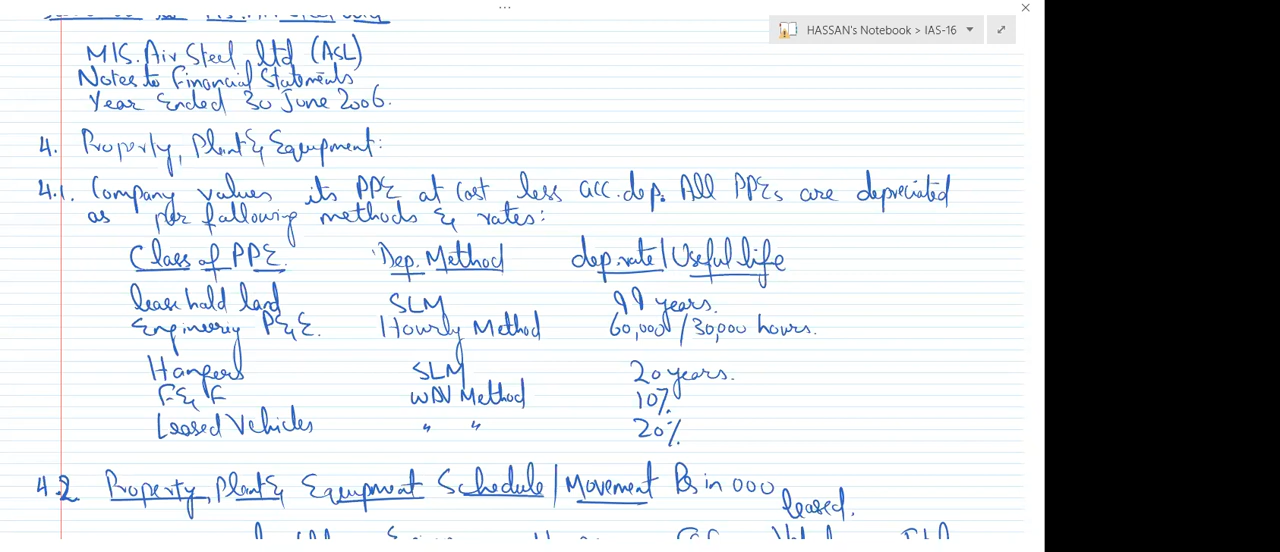 HASSAN's Notebook > IAS-16
M/S. Air Steel Ltd (ASL)
Notes to Financial Statements
Year Ended 30 June 2006.
4. Property, Plant & Equipment:
4.1. Company values its PPE at cost less acc. dep. All PPEs are depreciated
as per following methods & rates:
Class of PPE. Dep. Method dep. rate/Useful life
lease hold land SLM 99 years.
Engineering P&E. Hourly Method 60,000/30,000 hours.
Hangers SLM 20 years.
F&F WDV Method 10%
Leased Vehicles " " 20%
4.2 Property, Plant & Equipment Schedule/Movement Rs in 000
leased.